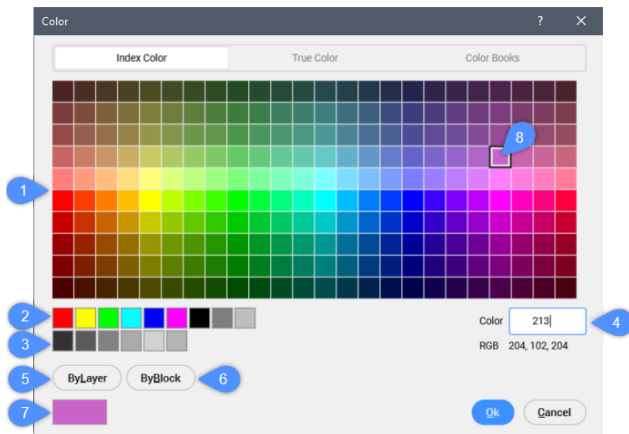 Color ? ×
Index Color True Color Color Books
8
1
2
Color 213 4
3
RGB 204, 102, 204
5 ByLayer ByBlock 6
7 Ok Cancel